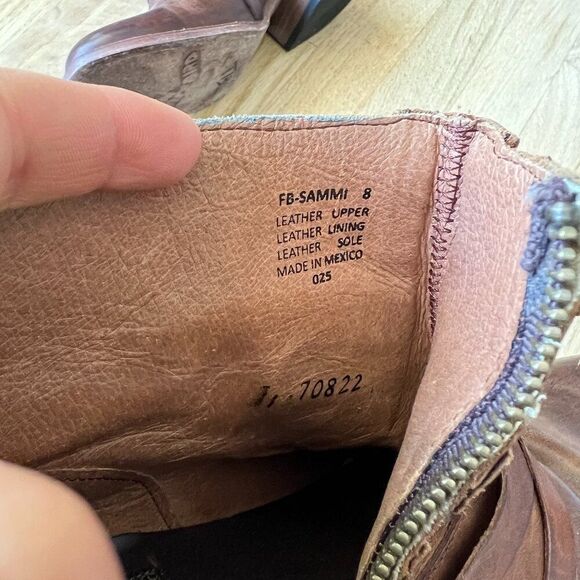 FB-SAMMI 8
LEATHER UPPER
LEATHER LINING
LEATHER SOLE
MADE IN MEXICO
025
70822